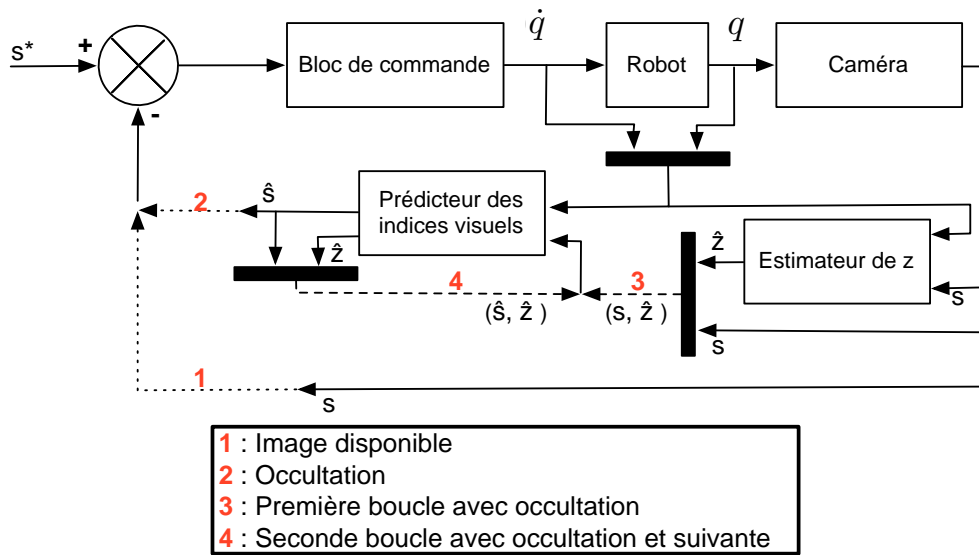 s*
+
-
Bloc de commande
q̇
Robot
q
Caméra
2
ŝ
Prédicteur des
indices visuels
ẑ
4
(ŝ, ẑ )
3
(s, ẑ )
ẑ
Estimateur de z
s
s
1
s
1 : Image disponible
2 : Occultation
3 : Première boucle avec occultation
4 : Seconde boucle avec occultation et suivante